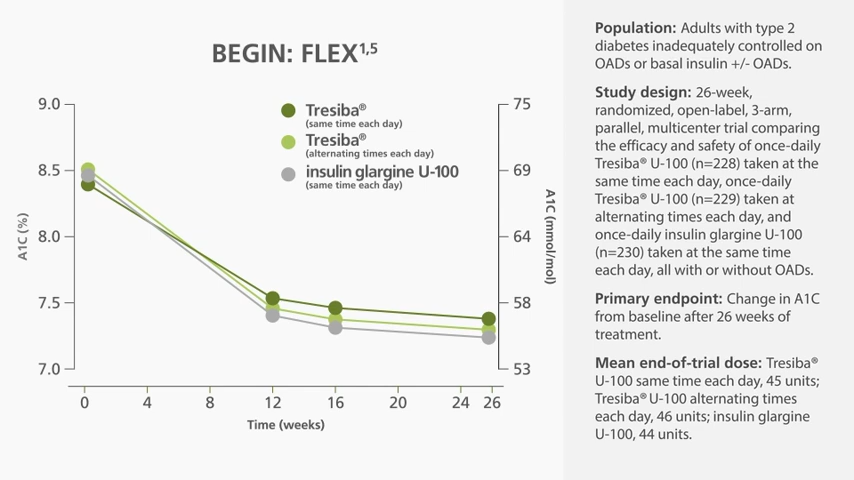 BEGIN: FLEX1,5
9.0
8.5
8.0
7.5
7.0
A1C (%)
Tresiba®
(same time each day)
Tresiba®
(alternating times each day)
insulin glargine U-100
(same time each day)
75
69
64
58
53
A1C (mmol/mol)
0 4 8 12 16 20 24 26
Time (weeks)
Population: Adults with type 2
diabetes inadequately controlled on
OADs or basal insulin +/- OADs.
Study design: 26-week,
randomized, open-label, 3-arm,
parallel, multicenter trial comparing
the efficacy and safety of once-daily
Tresiba® U-100 (n=228) taken at the
same time each day, once-daily
Tresiba® U-100 (n=229) taken at
alternating times each day, and
once-daily insulin glargine U-100
(n=230) taken at the same time
each day, all with or without OADs.
Primary endpoint: Change in A1C
from baseline after 26 weeks of
treatment.
Mean end-of-trial dose: Tresiba®
U-100 same time each day, 45 units;
Tresiba® U-100 alternating times
each day, 46 units; insulin glargine
U-100, 44 units.